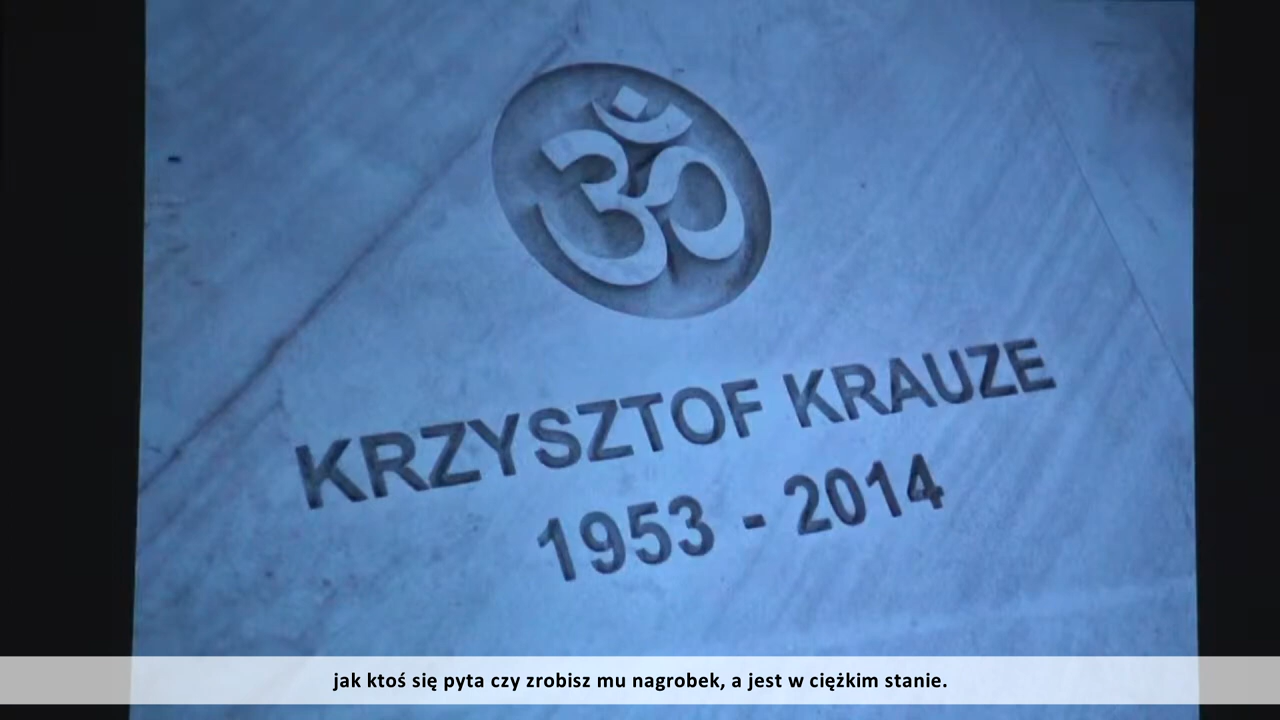 ॐ
KRZYSZTOF KRAUZE
1953 - 2014
jak ktoś się pyta czy zrobisz mu nagrobek, a jest w ciężkim stanie.